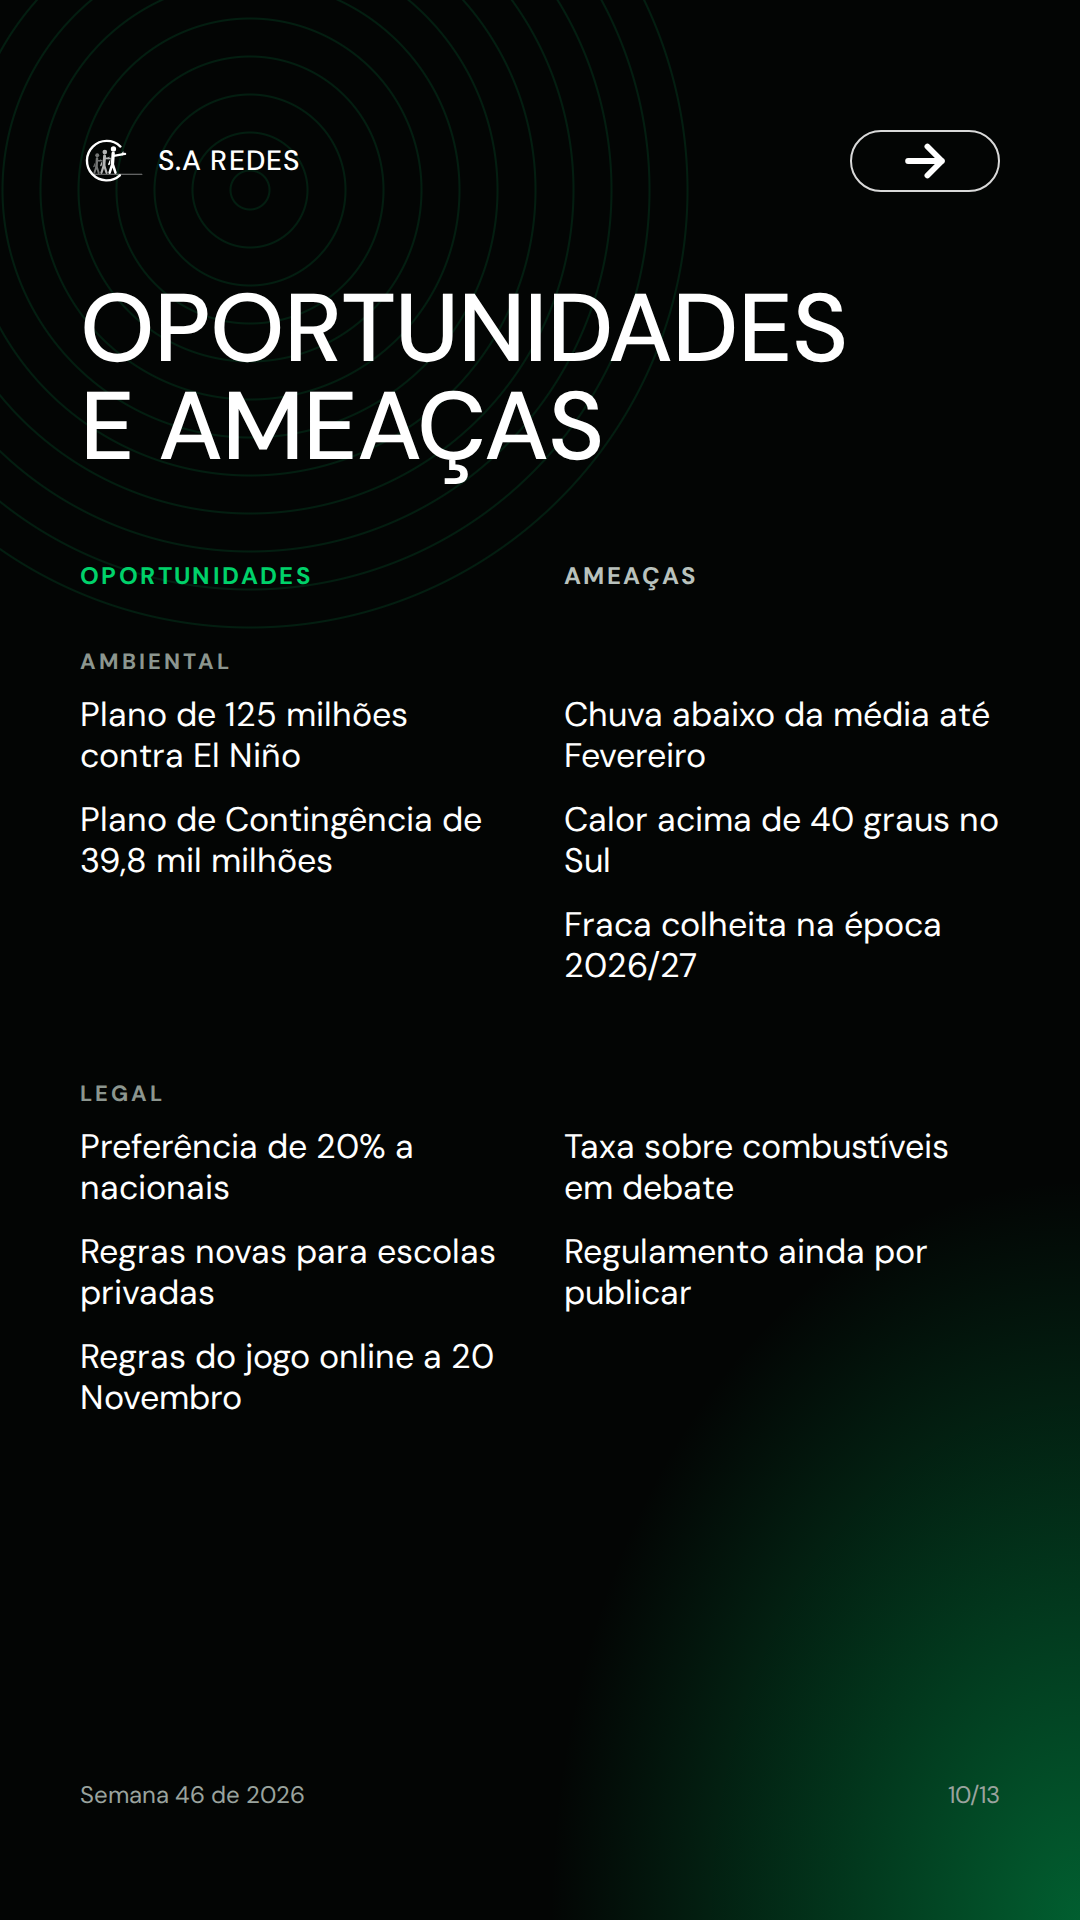 S.A REDES
OPORTUNIDADES
E AMEAÇAS
OPORTUNIDADES
AMEAÇAS
AMBIENTAL
Plano de 125 milhões
contra El Niño
Plano de Contingência de
39,8 mil milhões
Chuva abaixo da média até
Fevereiro
Calor acima de 40 graus no
Sul
Fraca colheita na época
2026/27
LEGAL
Preferência de 20% a
nacionais
Regras novas para escolas
privadas
Regras do jogo online a 20
Novembro
Taxa sobre combustíveis
em debate
Regulamento ainda por
publicar
Semana 46 de 2026
10/13